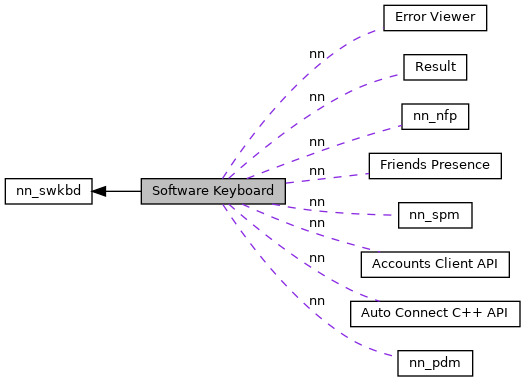 Error Viewer
nn
Result
nn
nn_nfp
nn
Friends Presence
nn
nn_swkbd
Software Keyboard
nn
nn_spm
nn
Accounts Client API
nn
Auto Connect C++ API
nn
nn_pdm